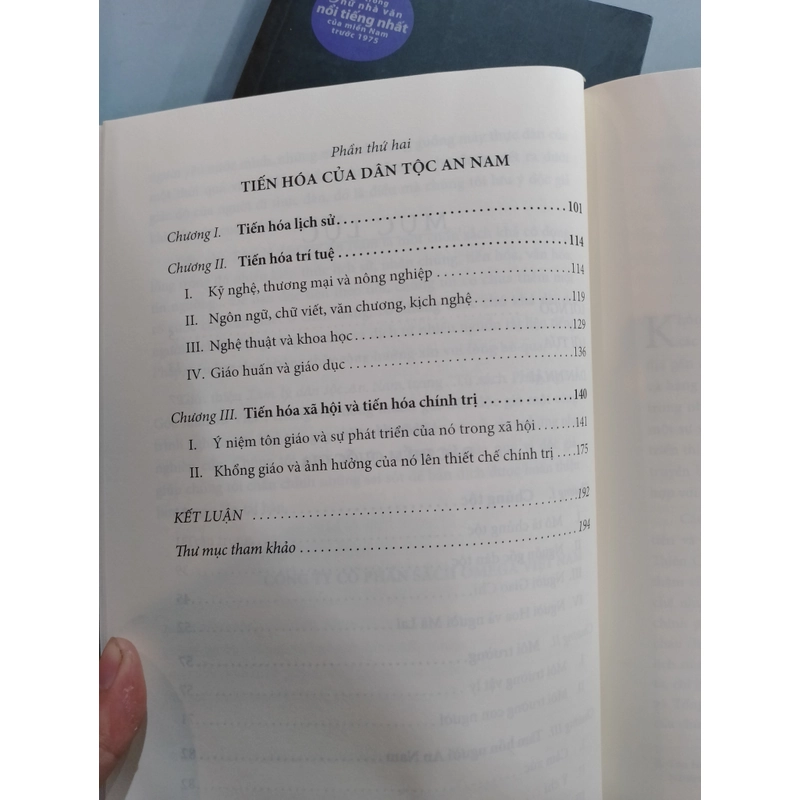 nữ nhà văn
nổi tiếng nhất
của miền Nam
trước 1975
Phần thứ hai
TIẾN HÓA CỦA DÂN TỘC AN NAM
Chương I. Tiến hóa lịch sử 101
Chương II. Tiến hóa trí tuệ 114
I. Kỹ nghệ, thương mại và nông nghiệp 114
II. Ngôn ngữ, chữ viết, văn chương, kịch nghệ 119
III. Nghệ thuật và khoa học 129
IV. Giáo huấn và giáo dục 136
Chương III. Tiến hóa xã hội và tiến hóa chính trị 140
I. Ý niệm tôn giáo và sự phát triển của nó trong xã hội 141
II. Khổng giáo và ảnh hưởng của nó lên thiết chế chính trị 175
KẾT LUẬN 192
Thư mục tham khảo 194